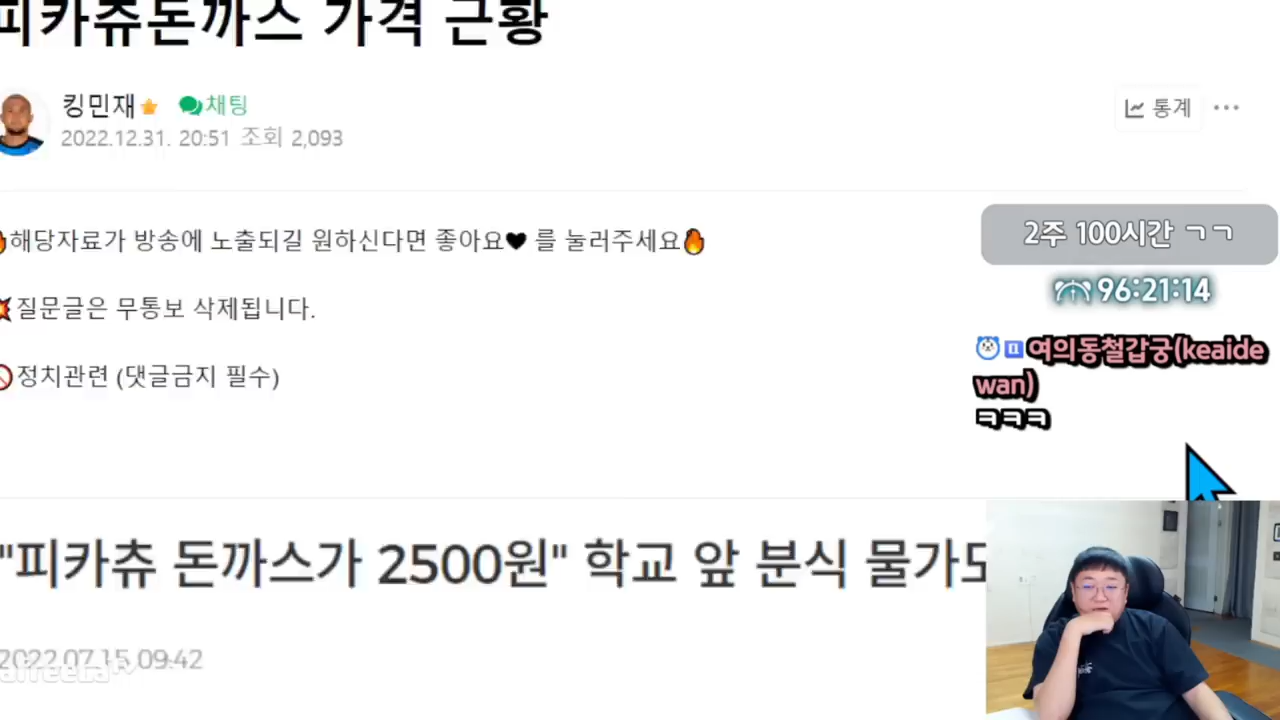 피카츄돈까스 가격 근황
킹민재 채팅
2022.12.31. 20:51 조회 2,093
통계
해당자료가 방송에 노출되길 원하신다면 좋아요 를 눌러주세요
2주 100시간 ㄱㄱ
96:21:14
질문글은 무통보 삭제됩니다.
여의동철갑궁(keaide
wan)
ㅋㅋㅋ
정치관련 (댓글금지 필수)
"피카츄 돈까스가 2500원" 학교 앞 분식 물가도
2022.07.15 09:42
afreecaTV